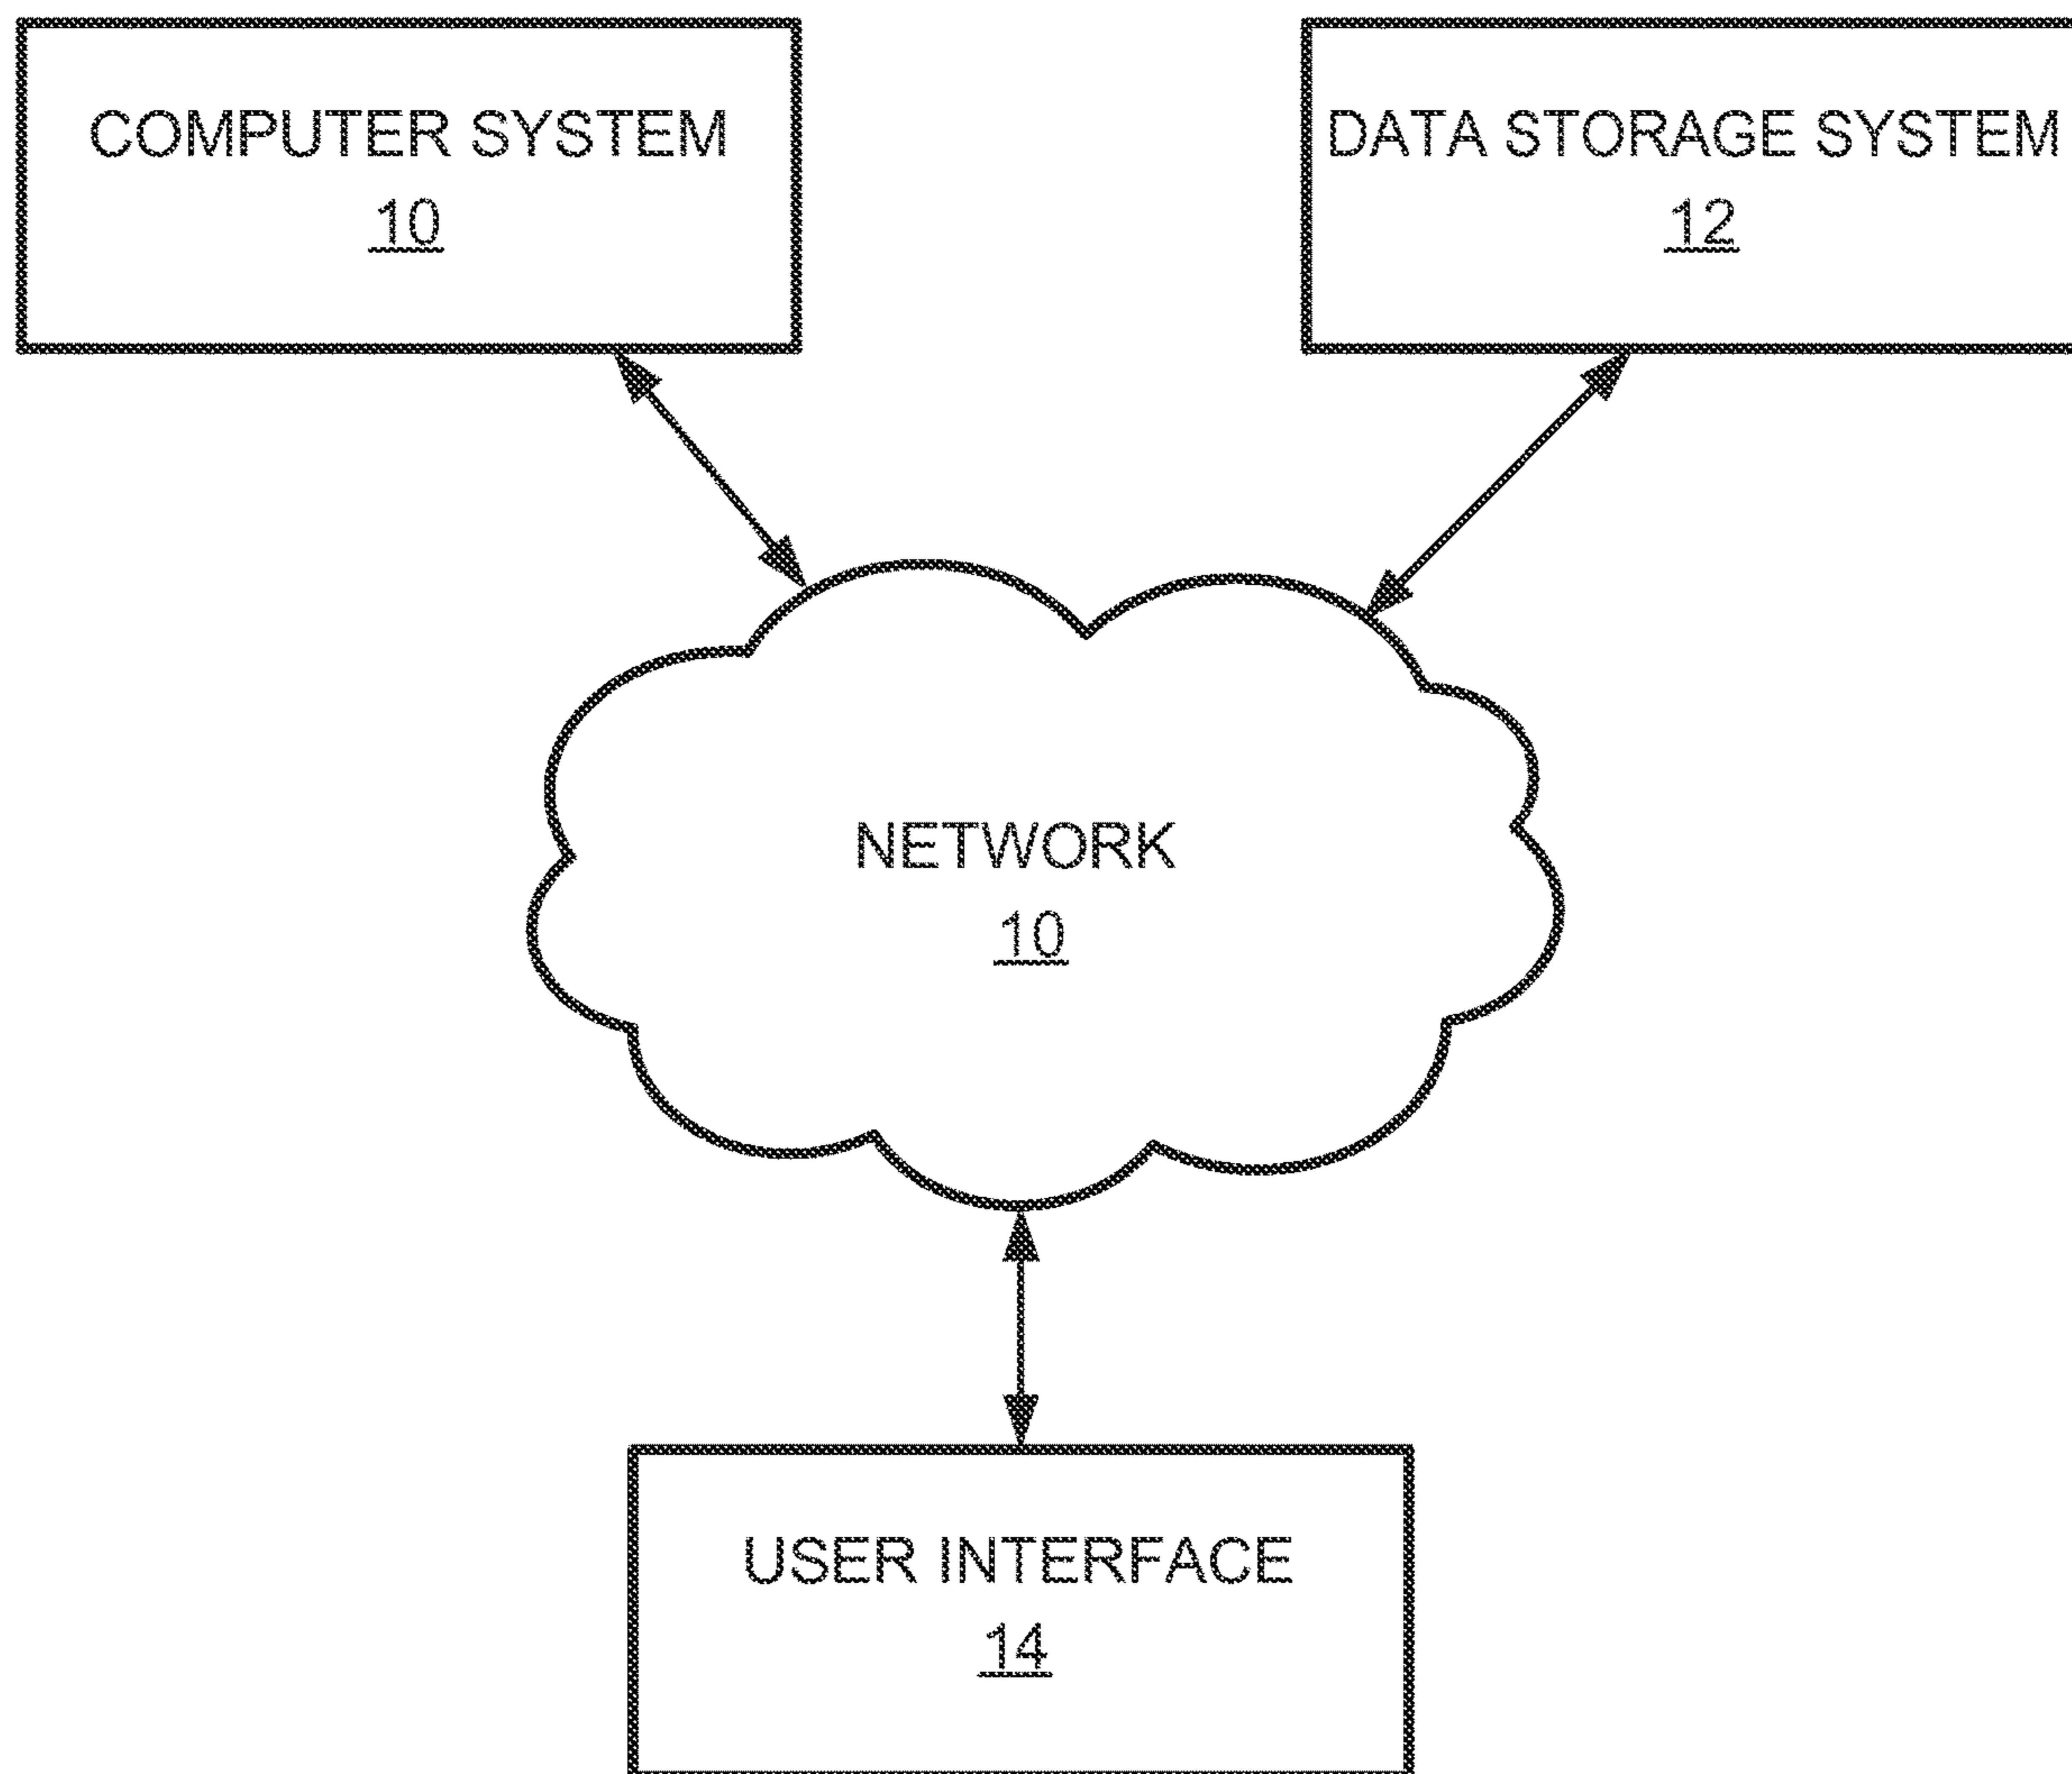 COMPUTER SYSTEM
10
DATA STORAGE SYSTEM
12
NETWORK
10
USER INTERFACE
14